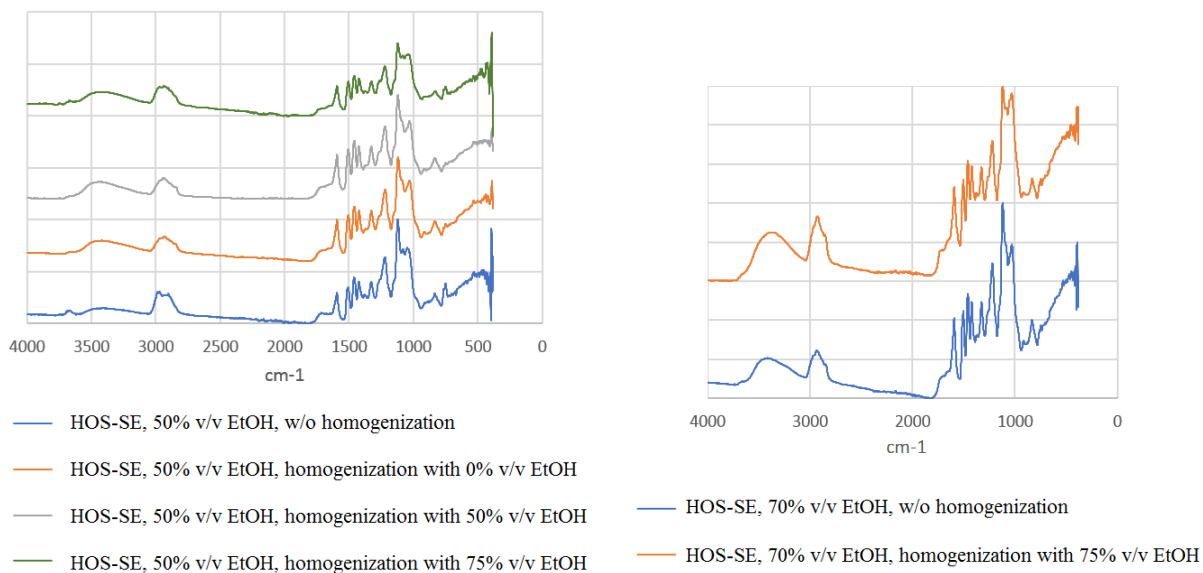 4000 3500 3000 2500 2000 1500 1000 500 0
cm-1
HOS-SE, 50% v/v EtOH, w/o homogenization
HOS-SE, 50% v/v EtOH, homogenization with 0% v/v EtOH
HOS-SE, 50% v/v EtOH, homogenization with 50% v/v EtOH
HOS-SE, 50% v/v EtOH, homogenization with 75% v/v EtOH
4000 3000 2000 1000 0
cm-1
HOS-SE, 70% v/v EtOH, w/o homogenization
HOS-SE, 70% v/v EtOH, homogenization with 75% v/v EtOH